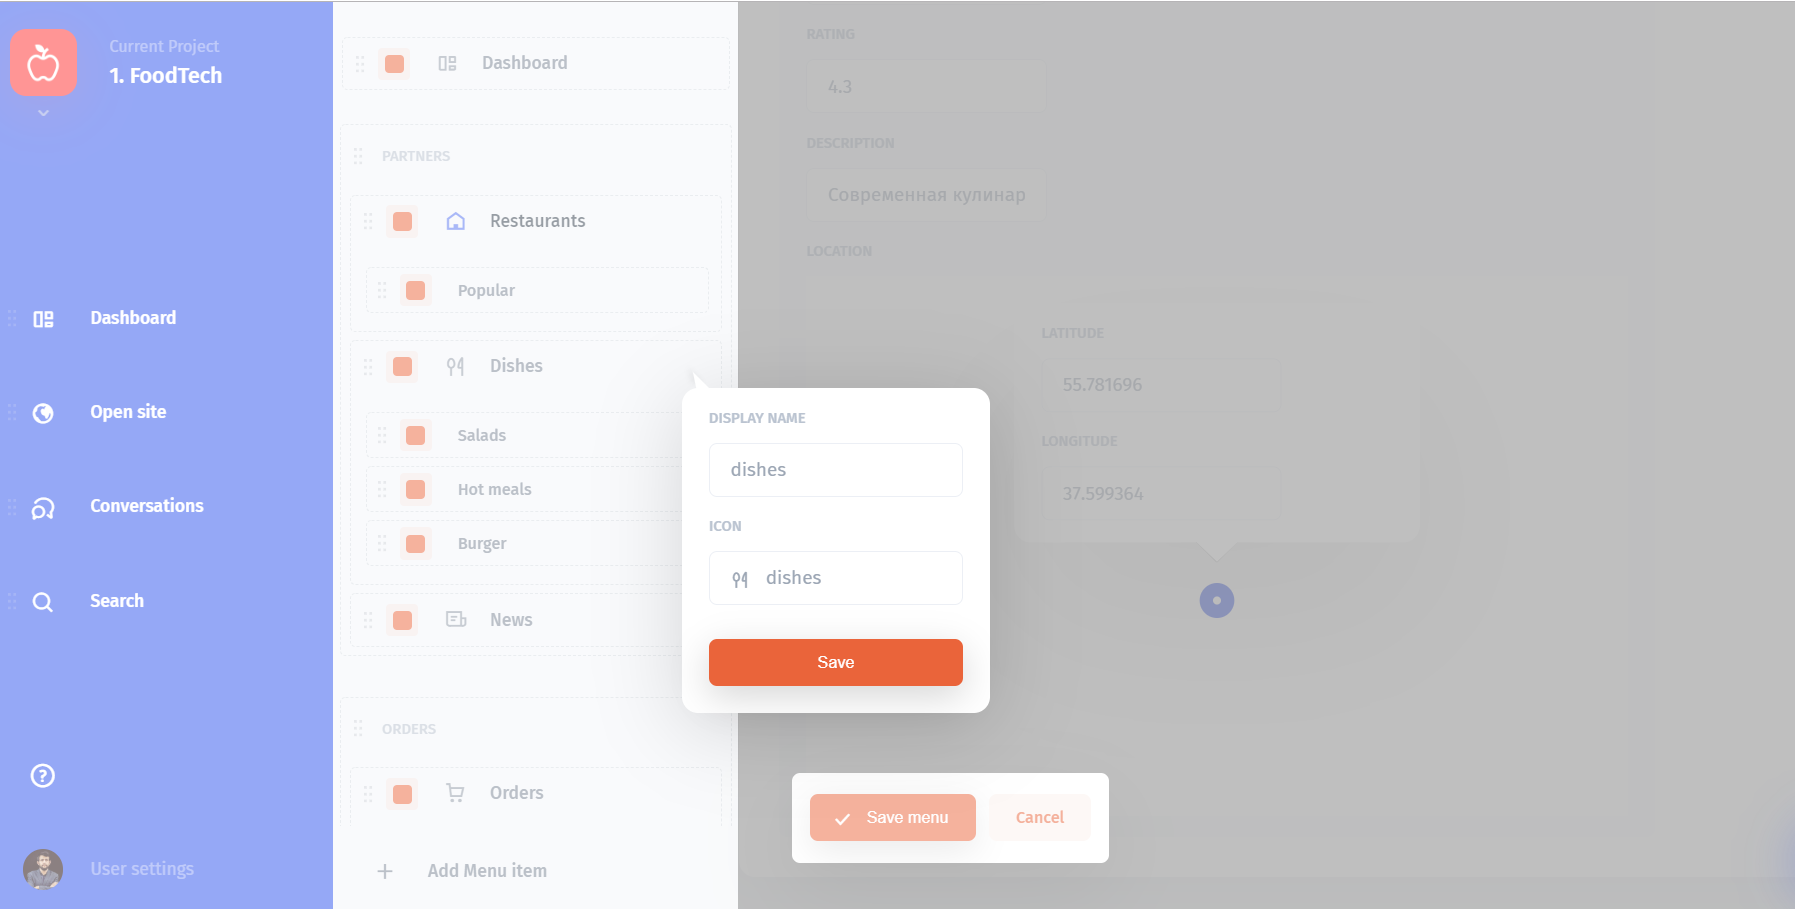 Current Project
1. FoodTech
Dashboard
Open site
Conversations
Search
User settings
Dashboard
PARTNERS
Restaurants
Popular
Dishes
Salads
Hot meals
Burger
News
ORDERS
Orders
Add Menu item
DISPLAY NAME
dishes
ICON
dishes
Save
RATING
4.3
DESCRIPTION
Современная кулинар
LOCATION
LATITUDE
55.781696
LONGITUDE
37.599364
Save menu
Cancel